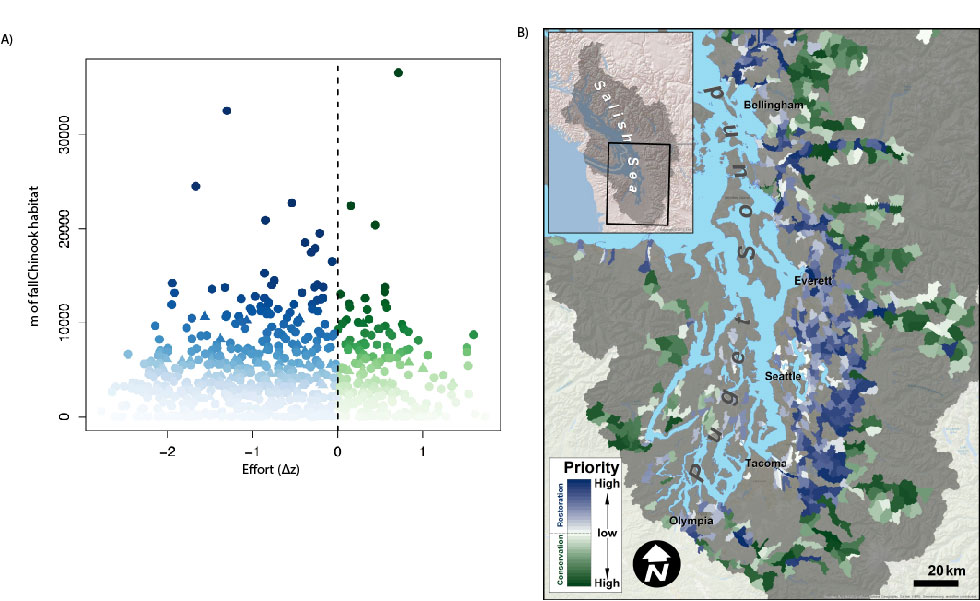 A)
m of fall Chinook habitat
30000
20000
10000
0
−2
−1
0
1
Effort (Δz)
B)
Salish Sea
Bellingham
Puget Sound
Everett
Seattle
Tacoma
Olympia
Priority
High
low
High
Restoration
Conservation
N
20 km